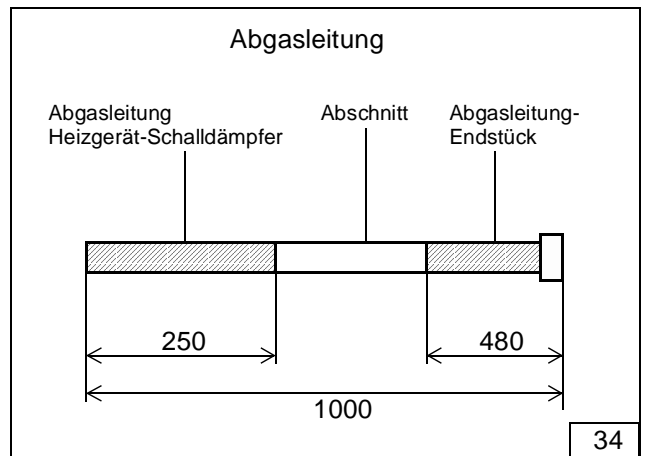 Abgasleitung
Abgasleitung
Heizgerät-Schalldämpfer
Abschnitt
Abgasleitung-
Endstück
250
480
1000
34